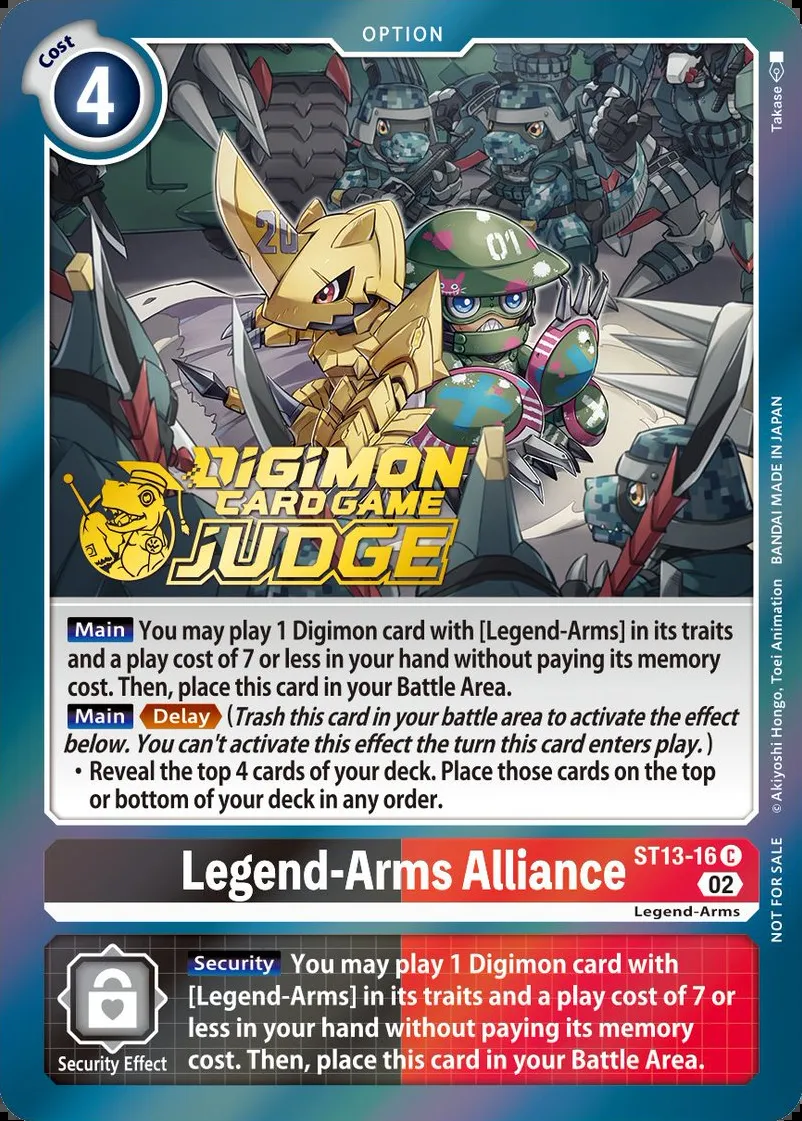 OPTION
Cost
4
Takase
20
01
DIGIMON
CARD GAME
JUDGE
Main You may play 1 Digimon card with [Legend-Arms] in its traits
and a play cost of 7 or less in your hand without paying its memory
cost. Then, place this card in your Battle Area.
Main Delay (Trash this card in your battle area to activate the effect
below. You can't activate this effect the turn this card enters play.)
・Reveal the top 4 cards of your deck. Place those cards on the top
or bottom of your deck in any order.
© Akiyoshi Hongo, Toei Animation BANDAI MADE IN JAPAN
NOT FOR SALE
Legend-Arms Alliance
ST13-16 C
02
Legend-Arms
Security Effect
Security You may play 1 Digimon card with
[Legend-Arms] in its traits and a play cost of 7 or
less in your hand without paying its memory
cost. Then, place this card in your Battle Area.